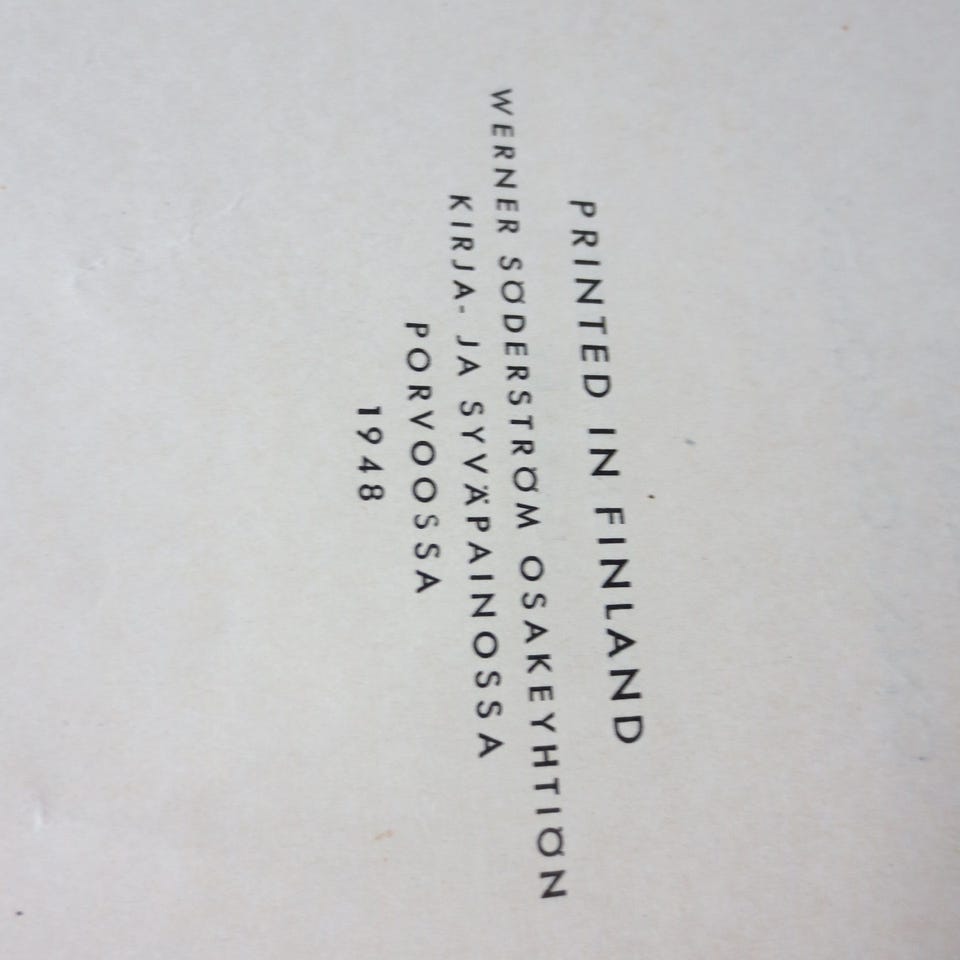 PRINTED IN FINLAND
WERNER SÖDERSTRÖM OSAKEYHTIÖN
KIRJA- JA SYVÄPAINOSSA
PORVOOSSA
1948